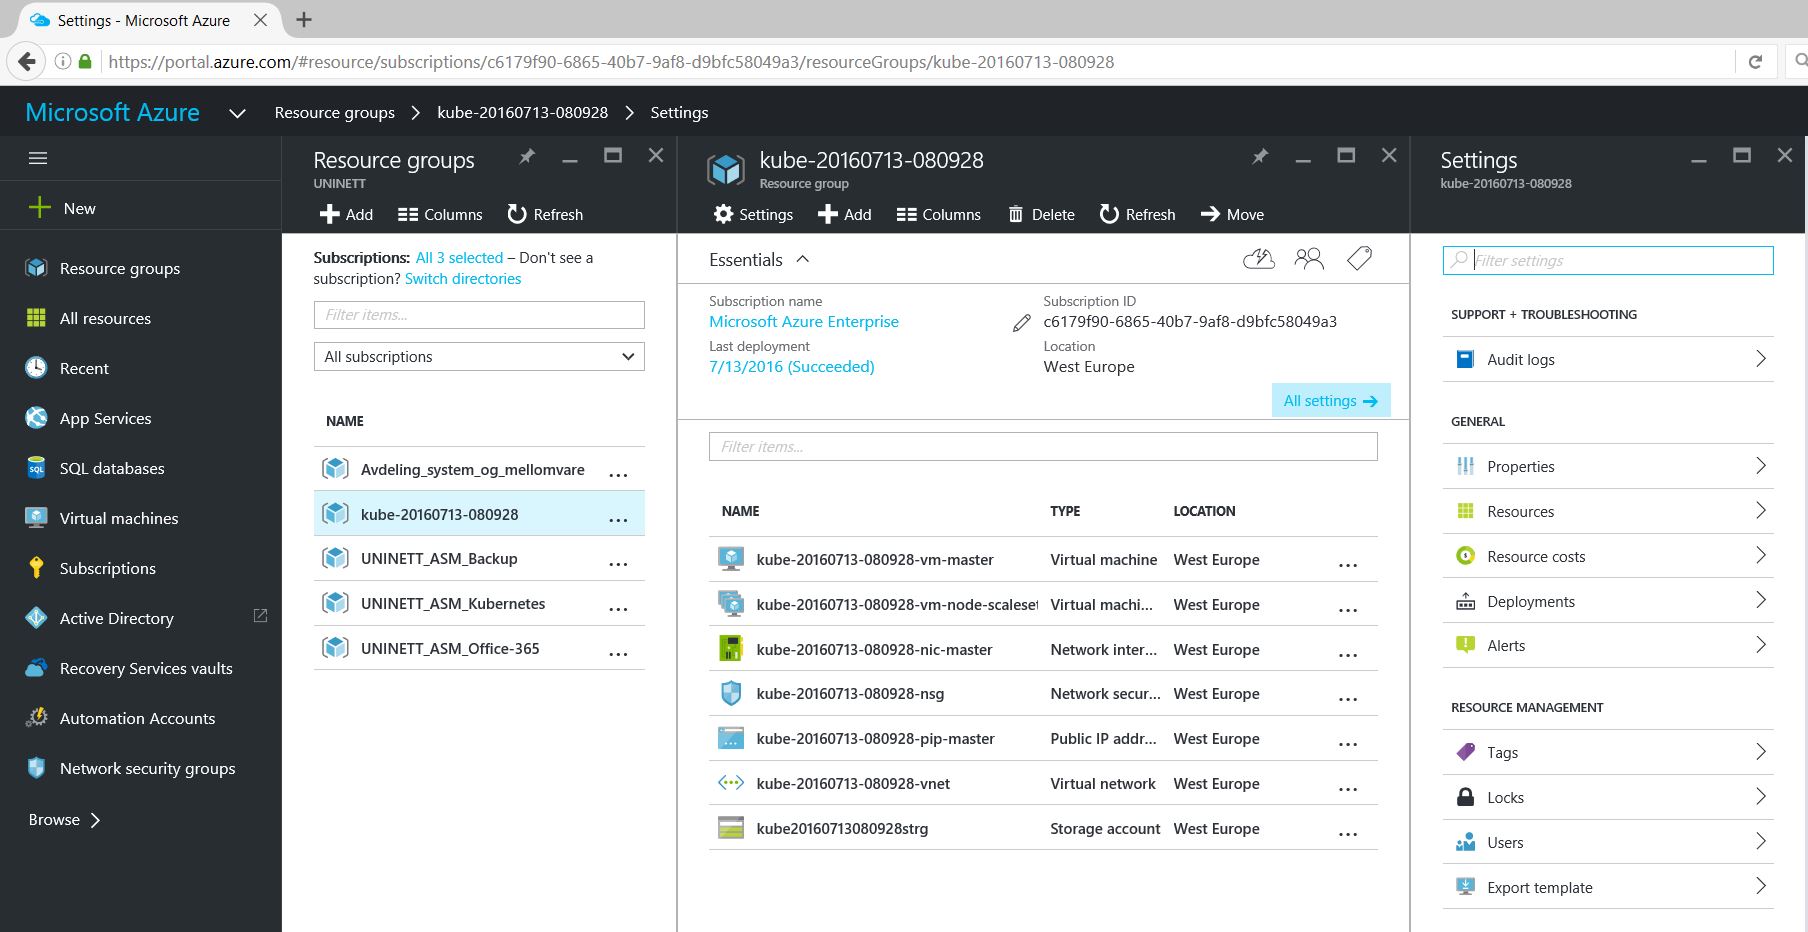 Settings - Microsoft Azure
https://portal.azure.com/#resource/subscriptions/c6179f90-6865-40b7-9af8-d9bfc58049a3/resourceGroups/kube-20160713-080928
Microsoft Azure
Resource groups > kube-20160713-080928 > Settings
New
Resource groups
All resources
Recent
App Services
SQL databases
Virtual machines
Subscriptions
Active Directory
Recovery Services vaults
Automation Accounts
Network security groups
Browse >
Resource groups
UNINETT
Add Columns Refresh
Subscriptions: All 3 selected – Don't see a
subscription? Switch directories
Filter items...
All subscriptions
NAME
Avdeling_system_og_mellomvare ...
kube-20160713-080928 ...
UNINETT_ASM_Backup ...
UNINETT_ASM_Kubernetes ...
UNINETT_ASM_Office-365 ...
kube-20160713-080928
Resource group
Settings Add Columns Delete Refresh Move
Essentials
Subscription name
Microsoft Azure Enterprise
Last deployment
7/13/2016 (Succeeded)
Subscription ID
c6179f90-6865-40b7-9af8-d9bfc58049a3
Location
West Europe
All settings →
Filter items...
NAME TYPE LOCATION
kube-20160713-080928-vm-master Virtual machine West Europe ...
kube-20160713-080928-vm-node-scaleset Virtual machi... West Europe ...
kube-20160713-080928-nic-master Network inter... West Europe ...
kube-20160713-080928-nsg Network secur... West Europe ...
kube-20160713-080928-pip-master Public IP addr... West Europe ...
kube-20160713-080928-vnet Virtual network West Europe ...
kube20160713080928strg Storage account West Europe ...
Settings
kube-20160713-080928
Filter settings
SUPPORT + TROUBLESHOOTING
Audit logs
GENERAL
Properties
Resources
Resource costs
Deployments
Alerts
RESOURCE MANAGEMENT
Tags
Locks
Users
Export template